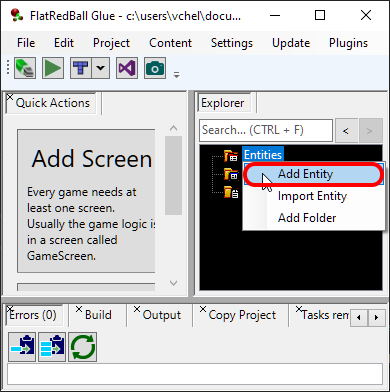 FlatRedBall Glue - c:\users\vchel\docu...
File Project Content Settings Update Plugins
Quick Actions
Add Screen
Every game needs at
least one screen.
Usually the game logic is
in a screen called
GameScreen.
Explorer
Search... (CTRL + F)
< >
Entities
Add Entity
Import Entity
Add Folder
Errors (0) Build Output Copy Project Tasks rem